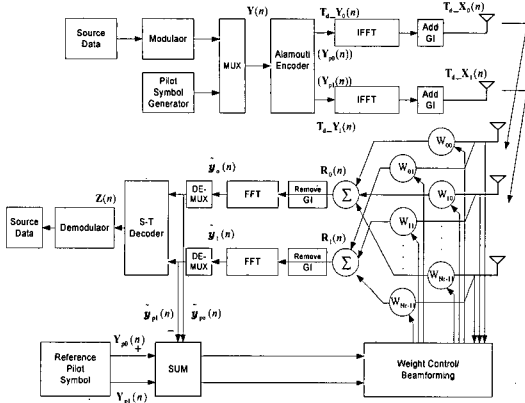 Y(n)
T_d_Y_0(n)
T_d_X_0(n)
Source Data
Modulaor
MUX
Alamouti Encoder
IFFT
Add GI
(Y_p0(n))
(Y_p1(n))
T_d_X_1(n)
Pilot Symbol Generator
IFFT
Add GI
T_d_Y_1(n)
W_00
ỹ_o(n)
R_0(n)
W_01
Z(n)
DE-MUX
FFT
Remove GI
Σ
W_10
Source Data
Demodulaor
S-T Decoder
ỹ_1(n)
R_1(n)
W_11
DE-MUX
FFT
Remove GI
Σ
W_Nr-11
W_Nr-11
ỹ_p1(n)
ỹ_po(n)
Y_p0(n)
+
−
Reference Pilot Symbol
SUM
Weight Control/ Beamforming
Y_p1(n)